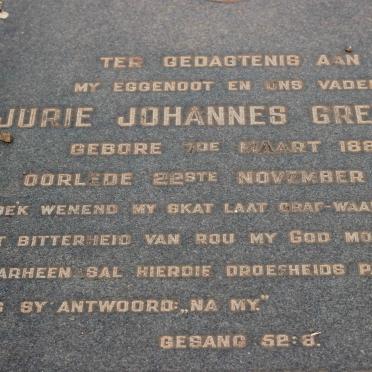 TER GEDAGTENIS AAN
MY EGGENOOT EN ONS VADER
JURIE JOHANNES GRE
GEBORE 7DE MAART 188
OORLEDE 22STE NOVEMBER
OEK WENEND MY SKAT LAAT GRAF-WAA
T BITTERHEID VAN ROU MY GOD MO
ARHEEN SAL HIERDIE DROEFHEIDS P
S SY ANTWOORD: „NA MY.”
GESANG 52:8.